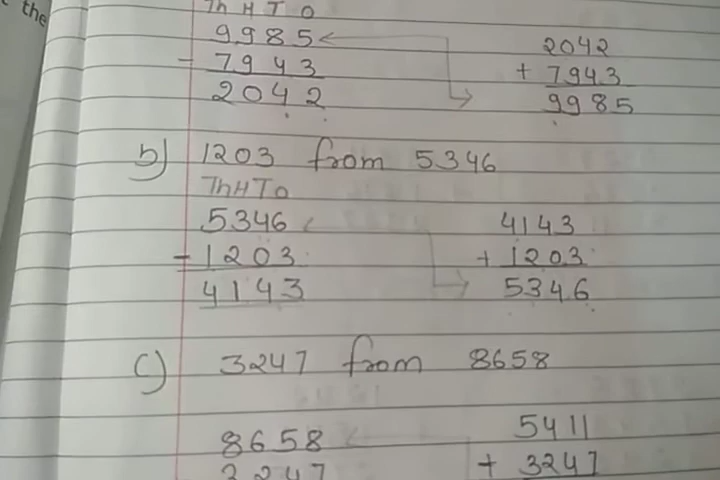 the
Th H T O
9985 2042
- 7943 + 7943
2042 9985
b) 1203 from 5346
Th H T O
5346 4143
- 1203 + 1203
4143 5346
c) 3247 from 8658
8658 5411
3247 + 3247